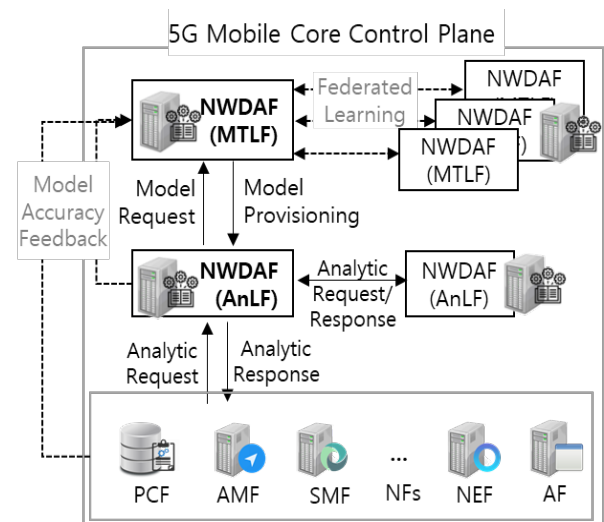 5G Mobile Core Control Plane
NWDAF
(MTLF)
Federated
Learning
NWDAF
NWDAF
NWDAF
(MTLF)
Model
Accuracy
Feedback
Model
Request
Model
Provisioning
NWDAF
(AnLF)
Analytic
Request/
Response
NWDAF
(AnLF)
Analytic
Request
Analytic
Response
PCF
AMF
SMF
...
NFs
NEF
AF